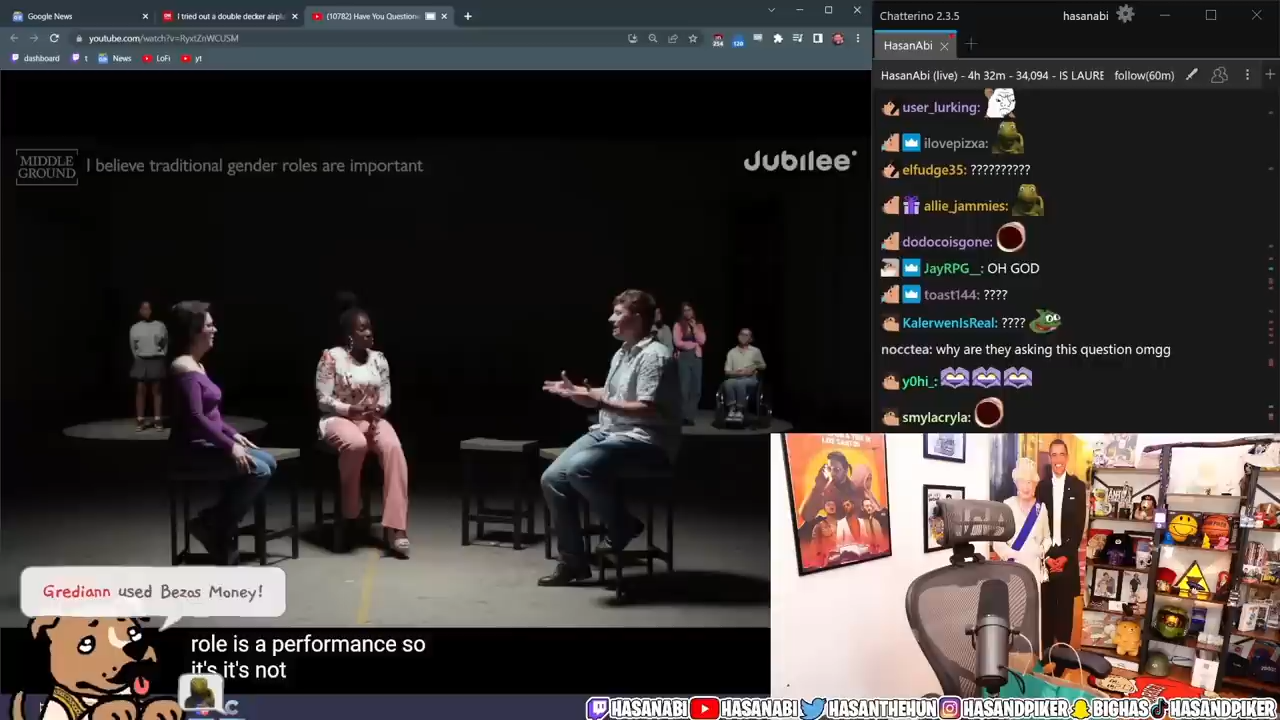 Google News
I tried out a double decker airpl
(10782) Have You Question
youtube.com/watch?v=RyxtZnWCUSM
254
120
dashboard
t
News
LoFi
yt
MIDDLE
GROUND
I believe traditional gender roles are important
Jubilee
Grediann used Bezos Money!
role is a performance so
it's it's not
Chatterino 2.3.5
hasanabi
HasanAbi
HasanAbi (live) - 4h 32m - 34,094 - IS LAURE
follow(60m)
user_lurking:
ilovepizxa:
elfudge35: ??????????
allie_jammies:
dodocoisgone:
JayRPG__: OH GOD
toast144: ????
KalerwenIsReal: ????
nocctea: why are they asking this question omgg
y0hi_:
smylacryla:
HASANABI
HASANABI
HASANTHEHUN
HASANDPIKER
BIGHAS
HASANDPIKER